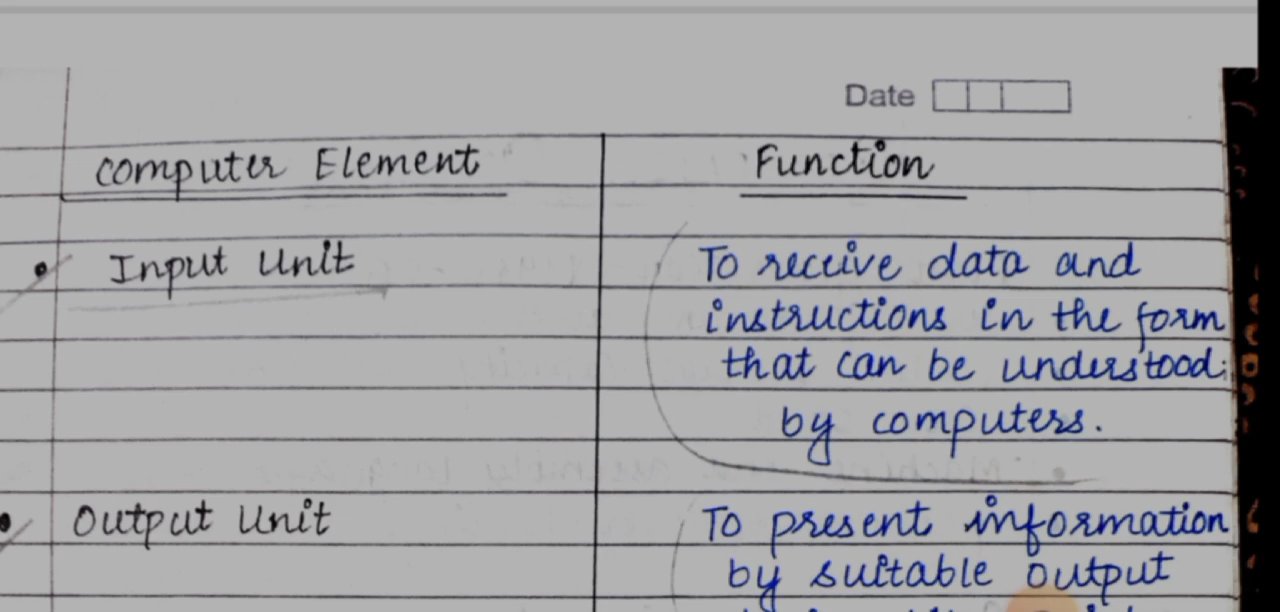 Date
Computer Element Function
• Input Unit To receive data and
instructions in the form
that can be understood
by computers.
• Output Unit To present information
by suitable output